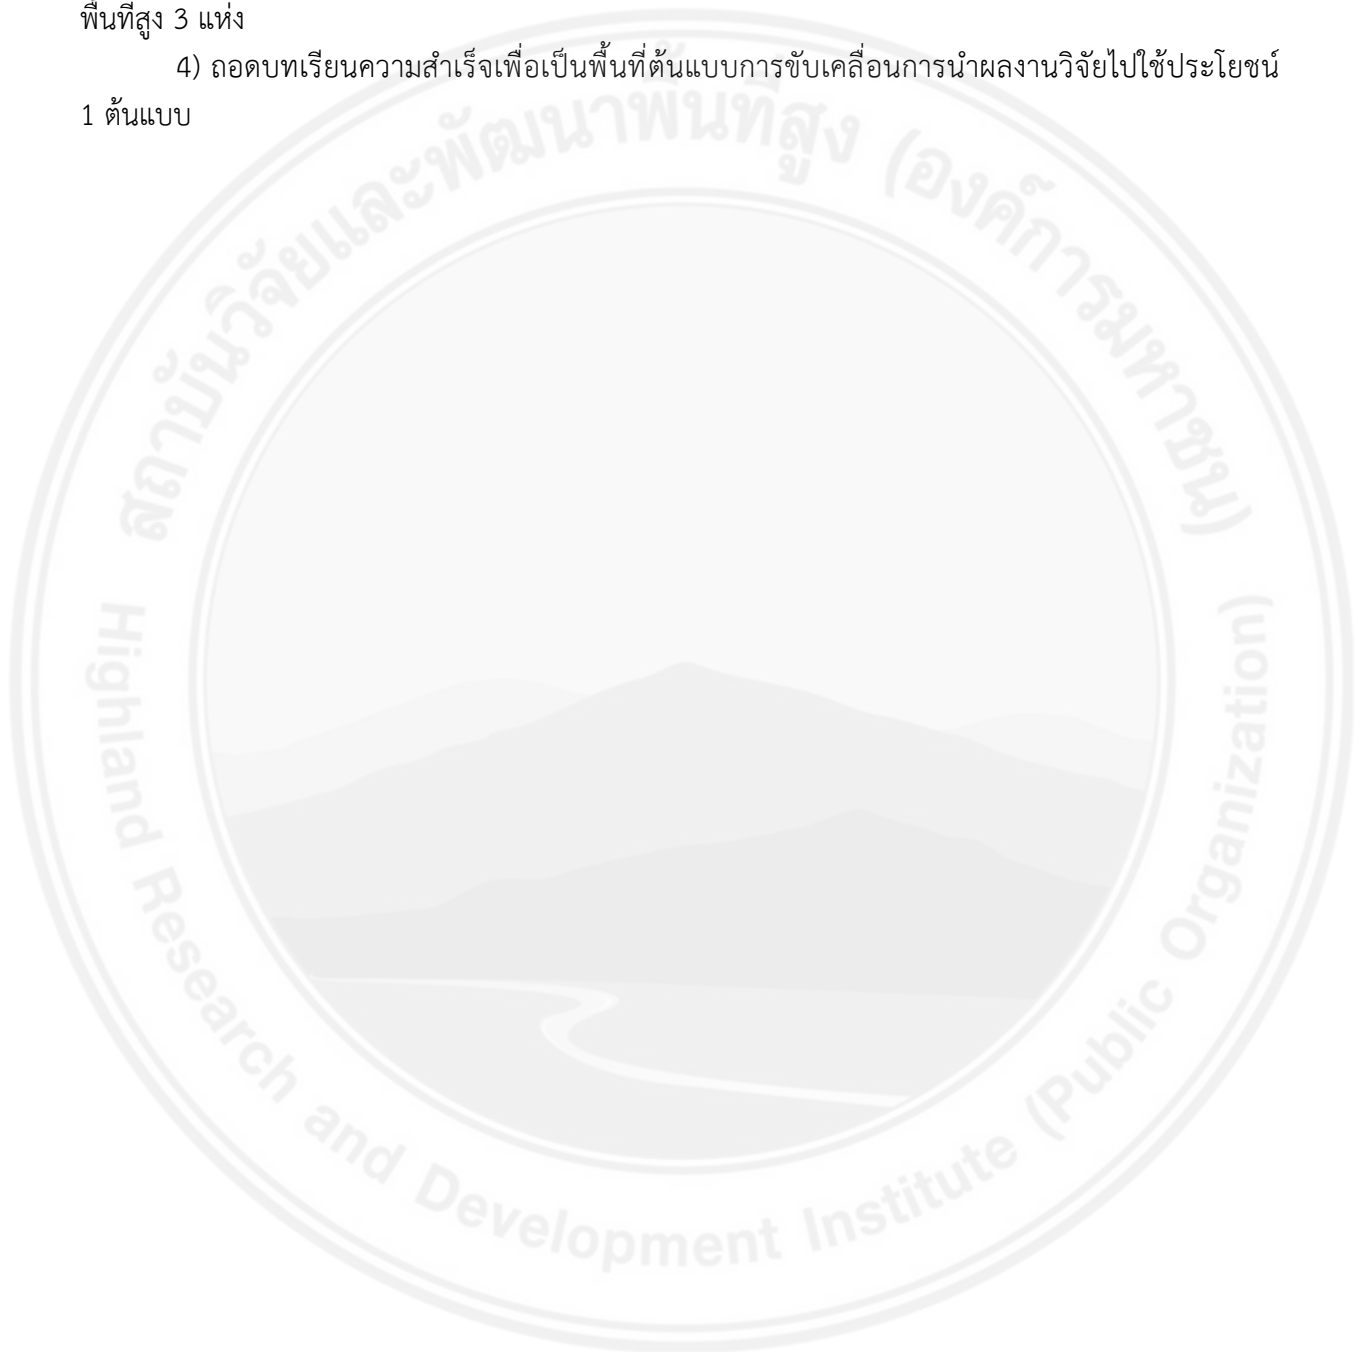 พื้นที่สูง 3 แห่ง
4) ถอดบทเรียนความสำเร็จเพื่อเป็นพื้นที่ต้นแบบการขับเคลื่อนการนำผลงานวิจัยไปใช้ประโยชน์
1 ต้นแบบ
สถาบันวิจัยและพัฒนาพื้นที่สูง (องค์การมหาชน)
Highland Research and Development Institute (Public Organization)